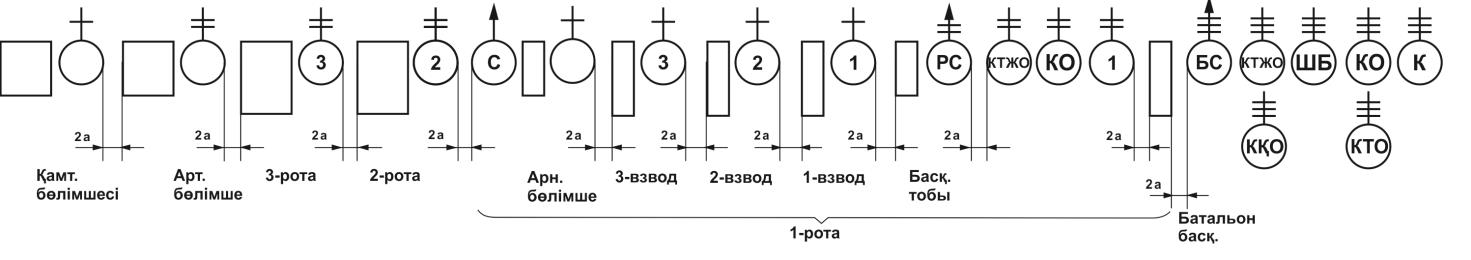 3 2 С 3 2 1 РС КТЖО КО 1 БС КТЖО ШБ КО К
ККО КТО
2а 2а 2а 2а 2а 2а 2а 2а 2а 2а
2а
Қамт.
бөлімшесі
Арт.
бөлімше
3-рота
2-рота
Арн.
бөлімше
3-взвод
2-взвод
1-взвод
Басқ.
тобы
1-рота
Батальон
басқ.